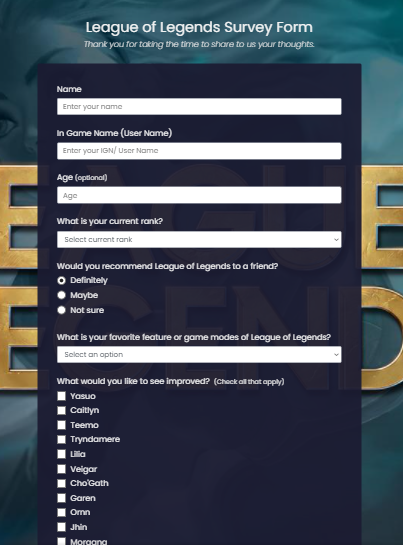 League of Legends Survey Form
Thank you for taking the time to share to us your thoughts.
Name
Enter your name
In Game Name (User Name)
Enter your IGN/ User Name
Age (optional)
Age
What is your current rank?
Select current rank
Would you recommend League of Legends to a friend?
Definitely
Maybe
Not sure
What is your favorite feature or game modes of League of Legends?
Select an option
What would you like to see improved? (Check all that apply)
Yasuo
Caitlyn
Teemo
Tryndamere
Lilia
Veigar
Cho'Gath
Garen
Ornn
Jhin
Morgana